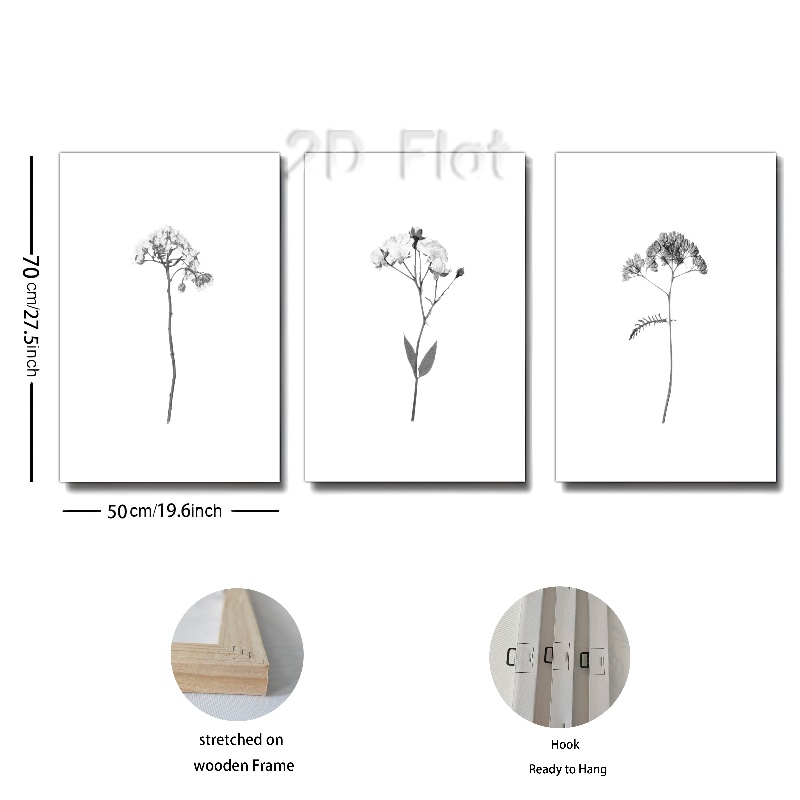 2D Flat
70 cm/27.5inch
50 cm/19.6inch
stretched on
wooden Frame
Hook
Ready to Hang